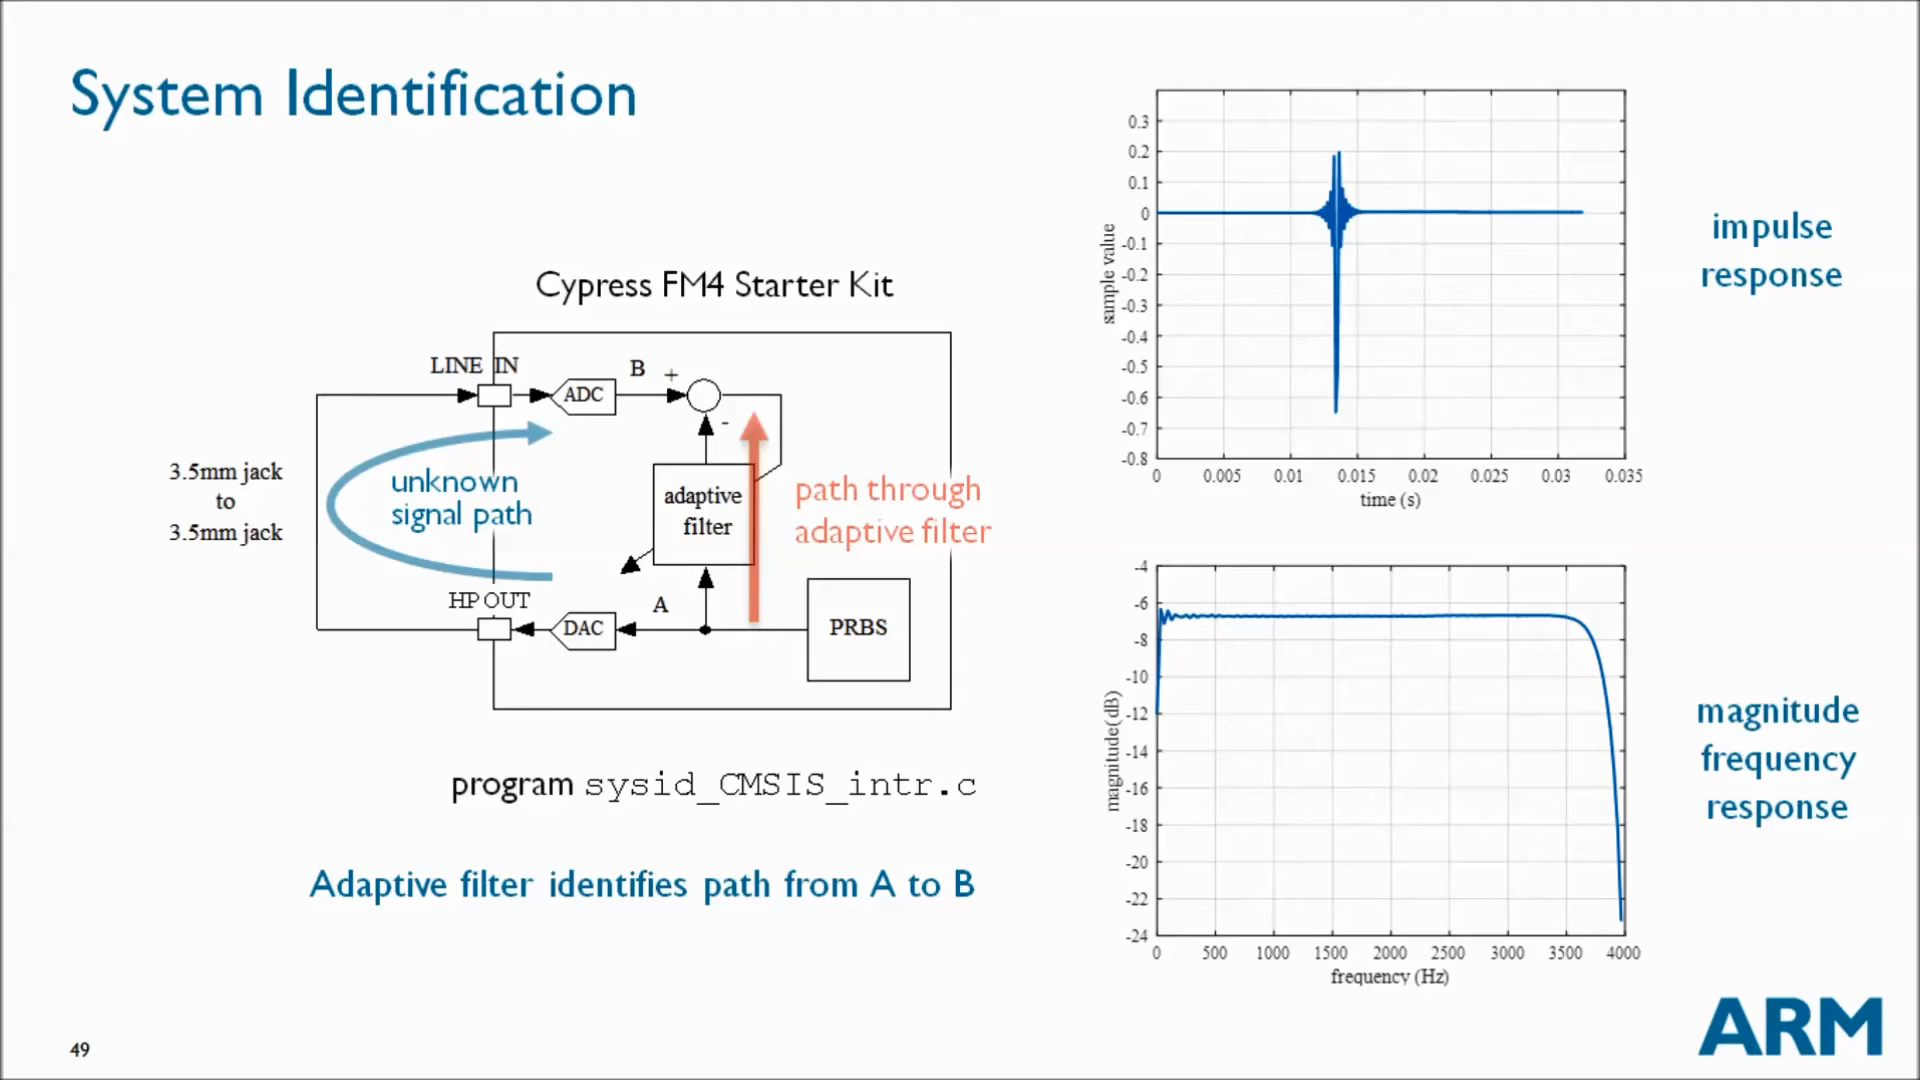 System Identification
Cypress FM4 Starter Kit
LINE IN
ADC
B
+
-
3.5mm jack
to
3.5mm jack
unknown
signal path
adaptive
filter
path through
adaptive filter
HP OUT
DAC
A
PRBS
program sysid_CMSIS_intr.c
Adaptive filter identifies path from A to B
0.3
0.2
0.1
0
-0.1
-0.2
-0.3
-0.4
-0.5
-0.6
-0.7
-0.8
sample value
0 0.005 0.01 0.015 0.02 0.025 0.03 0.035
time (s)
impulse
response
-4
-6
-8
-10
-12
-14
-16
-18
-20
-22
-24
magnitude(dB)
0 500 1000 1500 2000 2500 3000 3500 4000
frequency (Hz)
magnitude
frequency
response
49
ARM